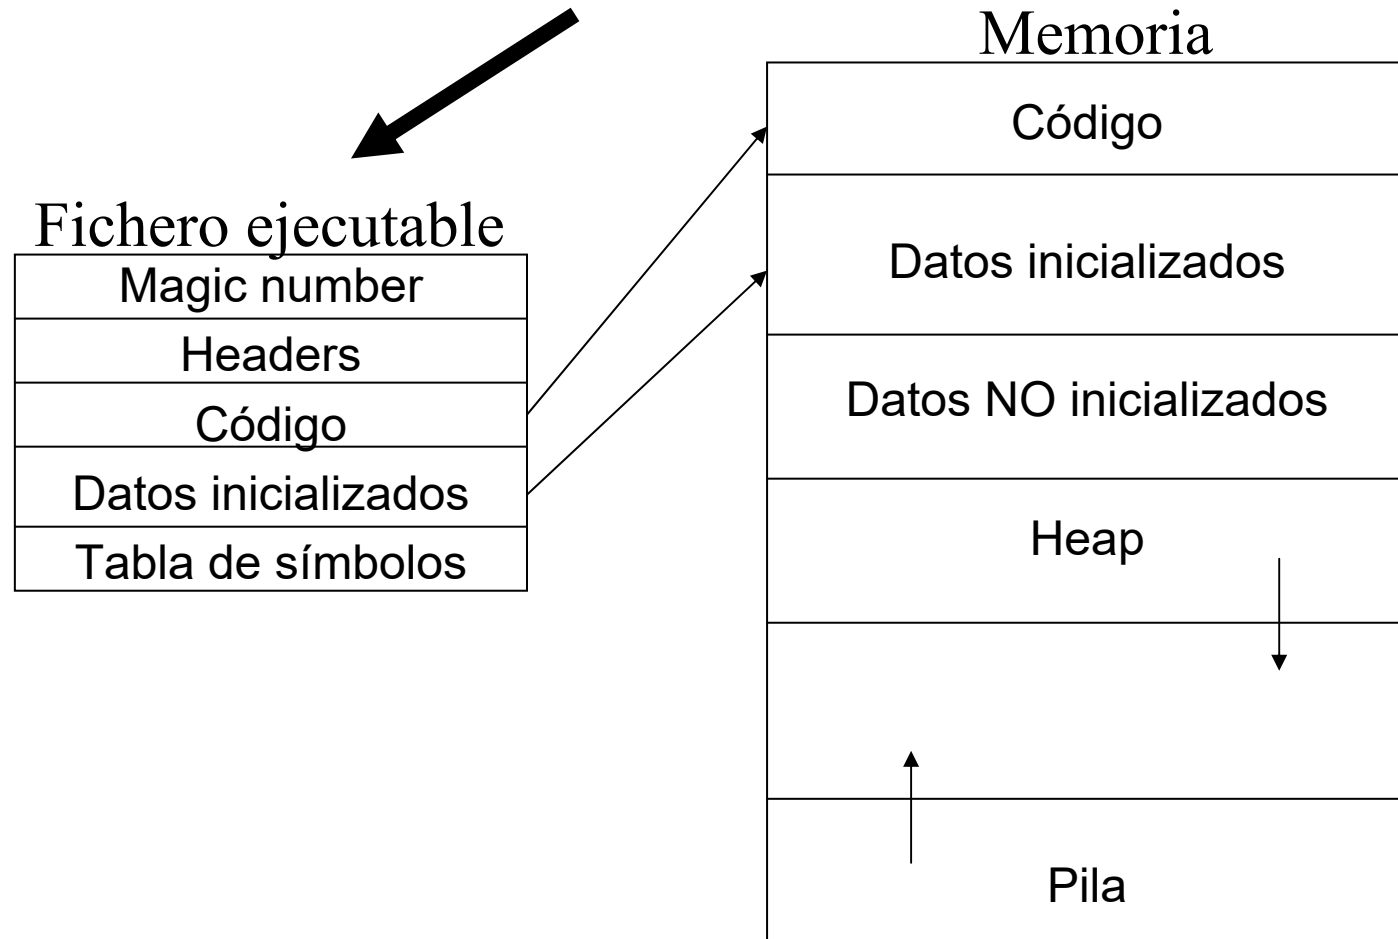 Memoria
Código
Datos inicializados
Datos NO inicializados
Heap
Pila
Fichero ejecutable
Magic number
Headers
Código
Datos inicializados
Tabla de símbolos